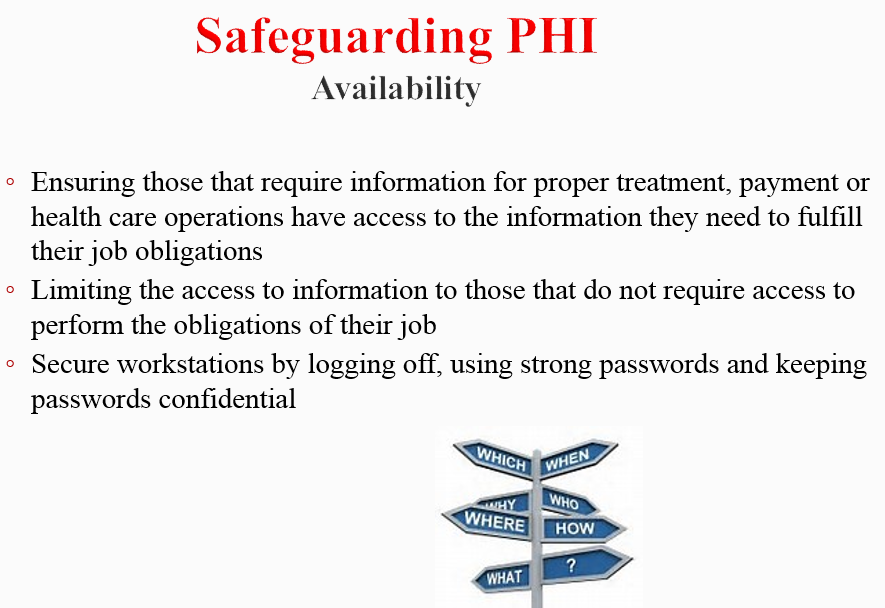 Safeguarding PHI
Availability
Ensuring those that require information for proper treatment, payment or
health care operations have access to the information they need to fulfill
their job obligations
Limiting the access to information to those that do not require access to
perform the obligations of their job
Secure workstations by logging off, using strong passwords and keeping
passwords confidential
WHICH
WHEN
WHY
WHO
WHERE
HOW
WHAT
?